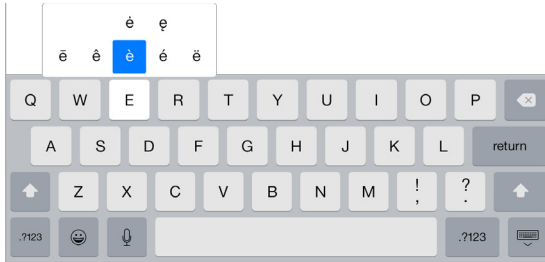 ė ę
ē ê è é ë
Q W E R T Y U I O P
A S D F G H J K L return
Z X C V B N M ! , ? .
.?123 .?123